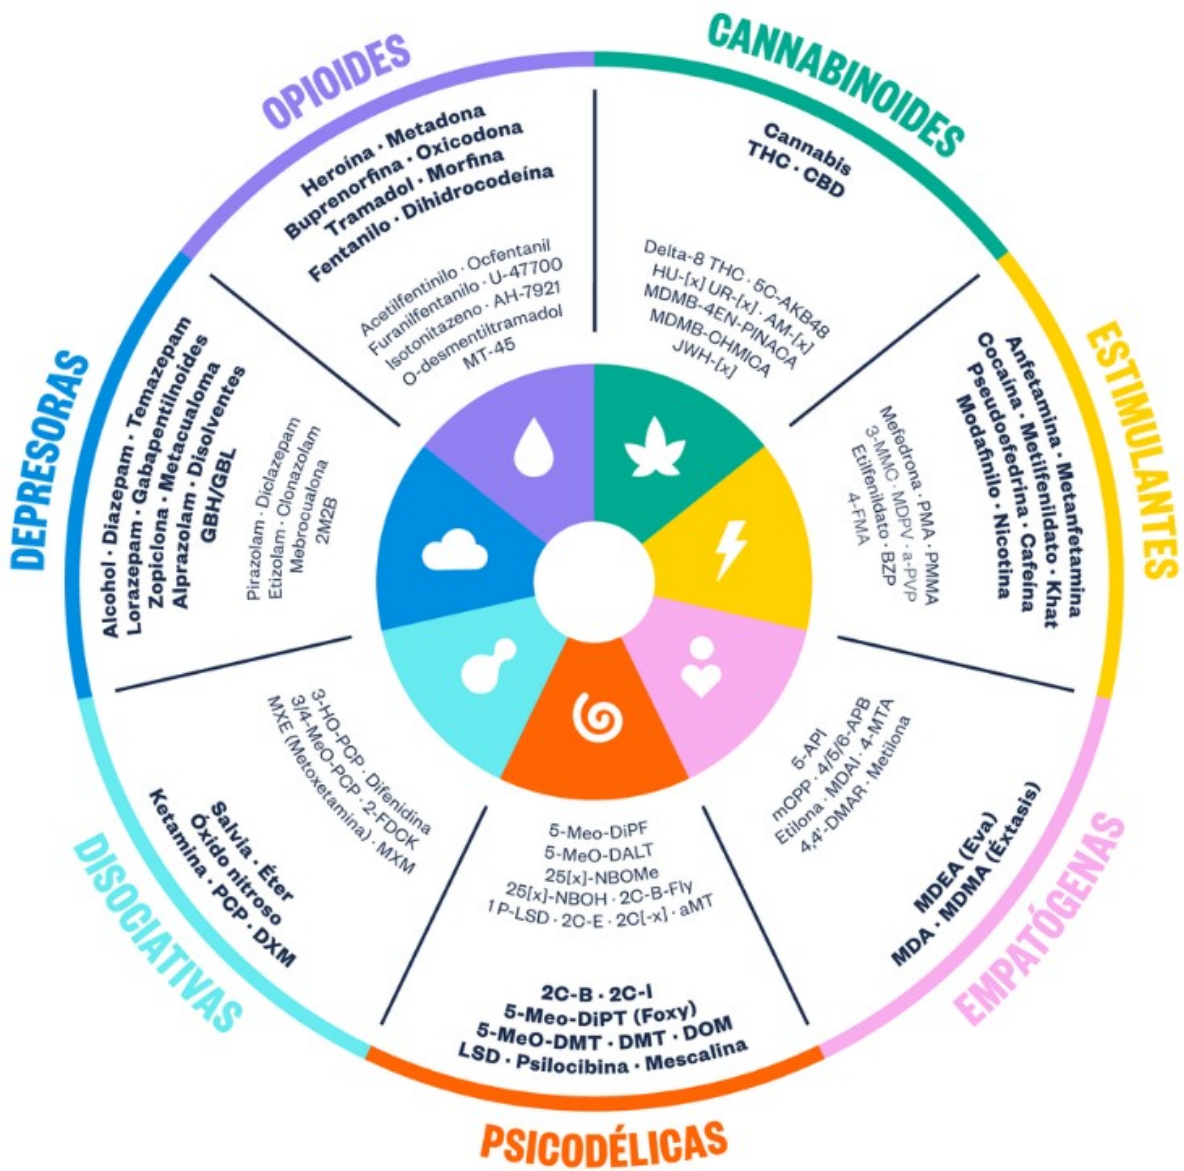 CANNABINOIDES
Cannabis
THC · CBD
Delta-8 THC · 5C-AKB48
HU-[x] UR-[x] · AM-[x]
MDMB-4EN-PINACA
MDMB-CHMICA
JWH-[x]
ESTIMULANTES
Anfetamina · Metanfetamina
Cocaína · Metilfenildato · Khat
Pseudoefedrina · Cafeína
Modafinilo · Nicotina
Mefedrona · PMA · PMMA
3-MMC · MDPV · a-PVP
Etilfenildato · BZP
4-FMA
EMPATÓGENAS
5-API
mCPP · 4/5/6-APB
Etilona · MDAI · 4-MTA
4,4'-DMAR · Metilona
MDEA (Eva)
MDA · MDMA (Éxtasis)
PSICODÉLICAS
5-Meo-DiPF
5-MeO-DALT
25[x]-NBOMe
25[x]-NBOH · 2C-B-Fly
1P-LSD · 2C-E · 2C[-x] · aMT
2C-B · 2C-I
5-Meo-DiPT (Foxy)
5-MeO-DMT · DMT · DOM
LSD · Psilocibina · Mescalina
DISOCIATIVAS
3-HO-PCP · Difenidina
3/4-MeO-PCP · 2-FDCK
MXE (Metoxetamina) · MXM
Salvia · Éter
Óxido nitroso
Ketamina · PCP · DXM
DEPRESORAS
Alcohol · Diazepam · Temazepam
Lorazepam · Gabapentilnoides
Zopiclona · Metacualoma
Alprazolam · Disolventes
GBH/GBL
Pirazolam · Diclazepam
Etizolam · Clonazolam
Mebrocualona
2M2B
OPIOIDES
Heroína · Metadona
Buprenorfina · Oxicodona
Tramadol · Morfina
Fentanilo · Dihidrocodeína
Acetilfentinilo · Ocfentanil
Furanilfentanilo · U-47700
Isotonitazeno · AH-7921
O-desmentiltramadol
MT-45